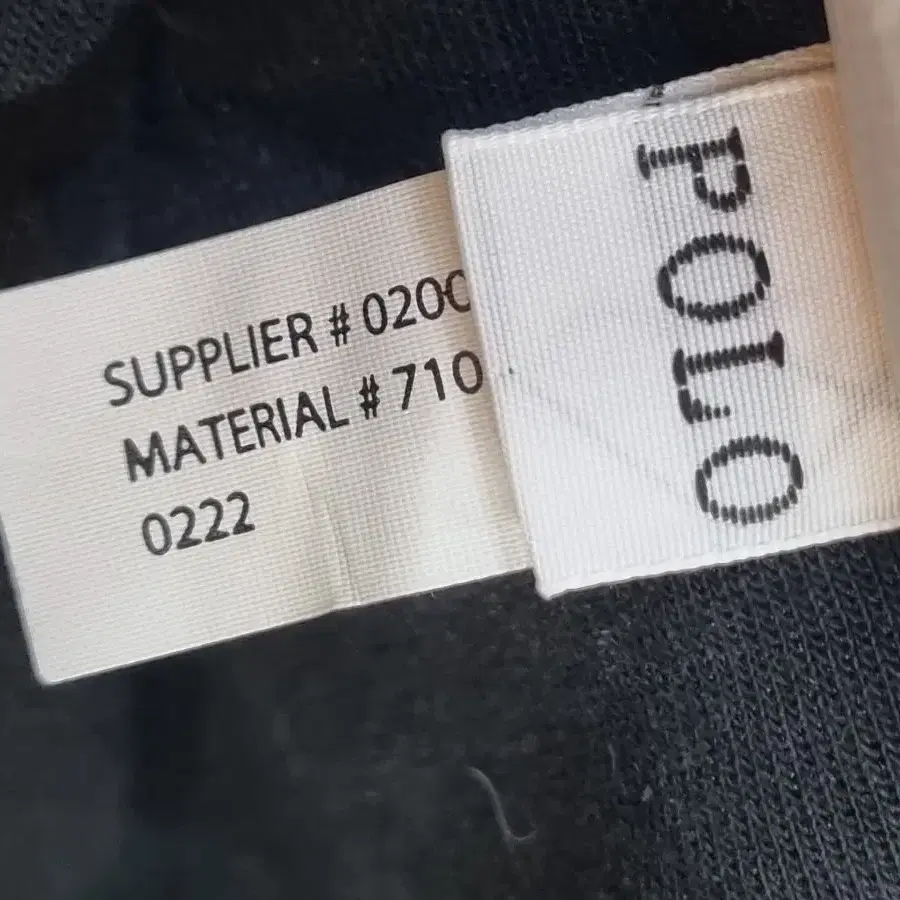 SUPPLIER # 0200
MATERIAL # 710
0222
POLO